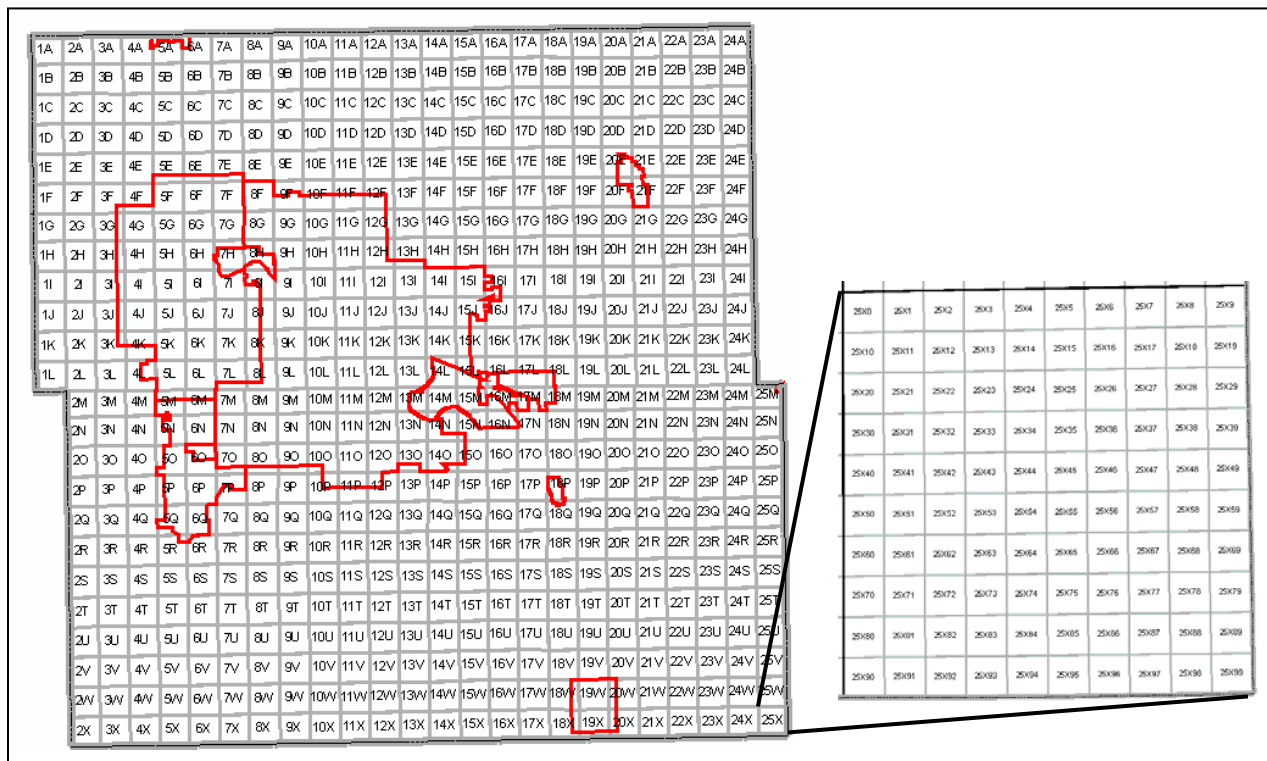 1A 2A 3A 4A 5A 6A 7A 8A 9A 10A 11A 12A 13A 14A 15A 16A 17A 18A 19A 20A 21A 22A 23A 24A
1B 2B 3B 4B 5B 6B 7B 8B 9B 10B 11B 12B 13B 14B 15B 16B 17B 18B 19B 20B 21B 22B 23B 24B
1C 2C 3C 4C 5C 6C 7C 8C 9C 10C 11C 12C 13C 14C 15C 16C 17C 18C 19C 20C 21C 22C 23C 24C
1D 2D 3D 4D 5D 6D 7D 8D 9D 10D 11D 12D 13D 14D 15D 16D 17D 18D 19D 20D 21D 22D 23D 24D
1E 2E 3E 4E 5E 6E 7E 8E 9E 10E 11E 12E 13E 14E 15E 16E 17E 18E 19E 20E 21E 22E 23E 24E
1F 2F 3F 4F 5F 6F 7F 8F 9F 10F 11F 12F 13F 14F 15F 16F 17F 18F 19F 20F 21F 22F 23F 24F
1G 2G 3G 4G 5G 6G 7G 8G 9G 10G 11G 12G 13G 14G 15G 16G 17G 18G 19G 20G 21G 22G 23G 24G
1H 2H 3H 4H 5H 6H 7H 8H 9H 10H 11H 12H 13H 14H 15H 16H 17H 18H 19H 20H 21H 22H 23H 24H
1I 2I 3I 4I 5I 6I 7I 8I 9I 10I 11I 12I 13I 14I 15I 16I 17I 18I 19I 20I 21I 22I 23I 24I
1J 2J 3J 4J 5J 6J 7J 8J 9J 10J 11J 12J 13J 14J 15J 16J 17J 18J 19J 20J 21J 22J 23J 24J
1K 2K 3K 4K 5K 6K 7K 8K 9K 10K 11K 12K 13K 14K 15K 16K 17K 18K 19K 20K 21K 22K 23K 24K
1L 2L 3L 4L 5L 6L 7L 8L 9L 10L 11L 12L 13L 14L 15L 16L 17L 18L 19L 20L 21L 22L 23L 24L
2M 3M 4M 5M 6M 7M 8M 9M 10M 11M 12M 13M 14M 15M 16M 17M 18M 19M 20M 21M 22M 23M 24M 25M
2N 3N 4N 5N 6N 7N 8N 9N 10N 11N 12N 13N 14N 15N 16N 17N 18N 19N 20N 21N 22N 23N 24N 25N
2O 3O 4O 5O 6O 7O 8O 9O 10O 11O 12O 13O 14O 15O 16O 17O 18O 19O 20O 21O 22O 23O 24O 25O
2P 3P 4P 5P 6P 7P 8P 9P 10P 11P 12P 13P 14P 15P 16P 17P 18P 19P 20P 21P 22P 23P 24P 25P
2Q 3Q 4Q 5Q 6Q 7Q 8Q 9Q 10Q 11Q 12Q 13Q 14Q 15Q 16Q 17Q 18Q 19Q 20Q 21Q 22Q 23Q 24Q 25Q
2R 3R 4R 5R 6R 7R 8R 9R 10R 11R 12R 13R 14R 15R 16R 17R 18R 19R 20R 21R 22R 23R 24R 25R
2S 3S 4S 5S 6S 7S 8S 9S 10S 11S 12S 13S 14S 15S 16S 17S 18S 19S 20S 21S 22S 23S 24S 25S
2T 3T 4T 5T 6T 7T 8T 9T 10T 11T 12T 13T 14T 15T 16T 17T 18T 19T 20T 21T 22T 23T 24T 25T
2U 3U 4U 5U 6U 7U 8U 9U 10U 11U 12U 13U 14U 15U 16U 17U 18U 19U 20U 21U 22U 23U 24U 25U
2V 3V 4V 5V 6V 7V 8V 9V 10V 11V 12V 13V 14V 15V 16V 17V 18V 19V 20V 21V 22V 23V 24V 25V
2W 3W 4W 5W 6W 7W 8W 9W 10W 11W 12W 13W 14W 15W 16W 17W 18W 19W 20W 21W 22W 23W 24W 25W
2X 3X 4X 5X 6X 7X 8X 9X 10X 11X 12X 13X 14X 15X 16X 17X 18X 19X 20X 21X 22X 23X 24X 25X
25X0 25X1 25X2 25X3 25X4 25X5 25X6 25X7 25X8 25X9
25X10 25X11 25X12 25X13 25X14 25X15 25X16 25X17 25X18 25X19
25X20 25X21 25X22 25X23 25X24 25X25 25X26 25X27 25X28 25X29
25X30 25X31 25X32 25X33 25X34 25X35 25X36 25X37 25X38 25X39
25X40 25X41 25X42 25X43 25X44 25X45 25X46 25X47 25X48 25X49
25X50 25X51 25X52 25X53 25X54 25X55 25X56 25X57 25X58 25X59
25X60 25X61 25X62 25X63 25X64 25X65 25X66 25X67 25X68 25X69
25X70 25X71 25X72 25X73 25X74 25X75 25X76 25X77 25X78 25X79
25X80 25X81 25X82 25X83 25X84 25X85 25X86 25X87 25X88 25X89
25X90 25X91 25X92 25X93 25X94 25X95 25X96 25X97 25X98 25X99